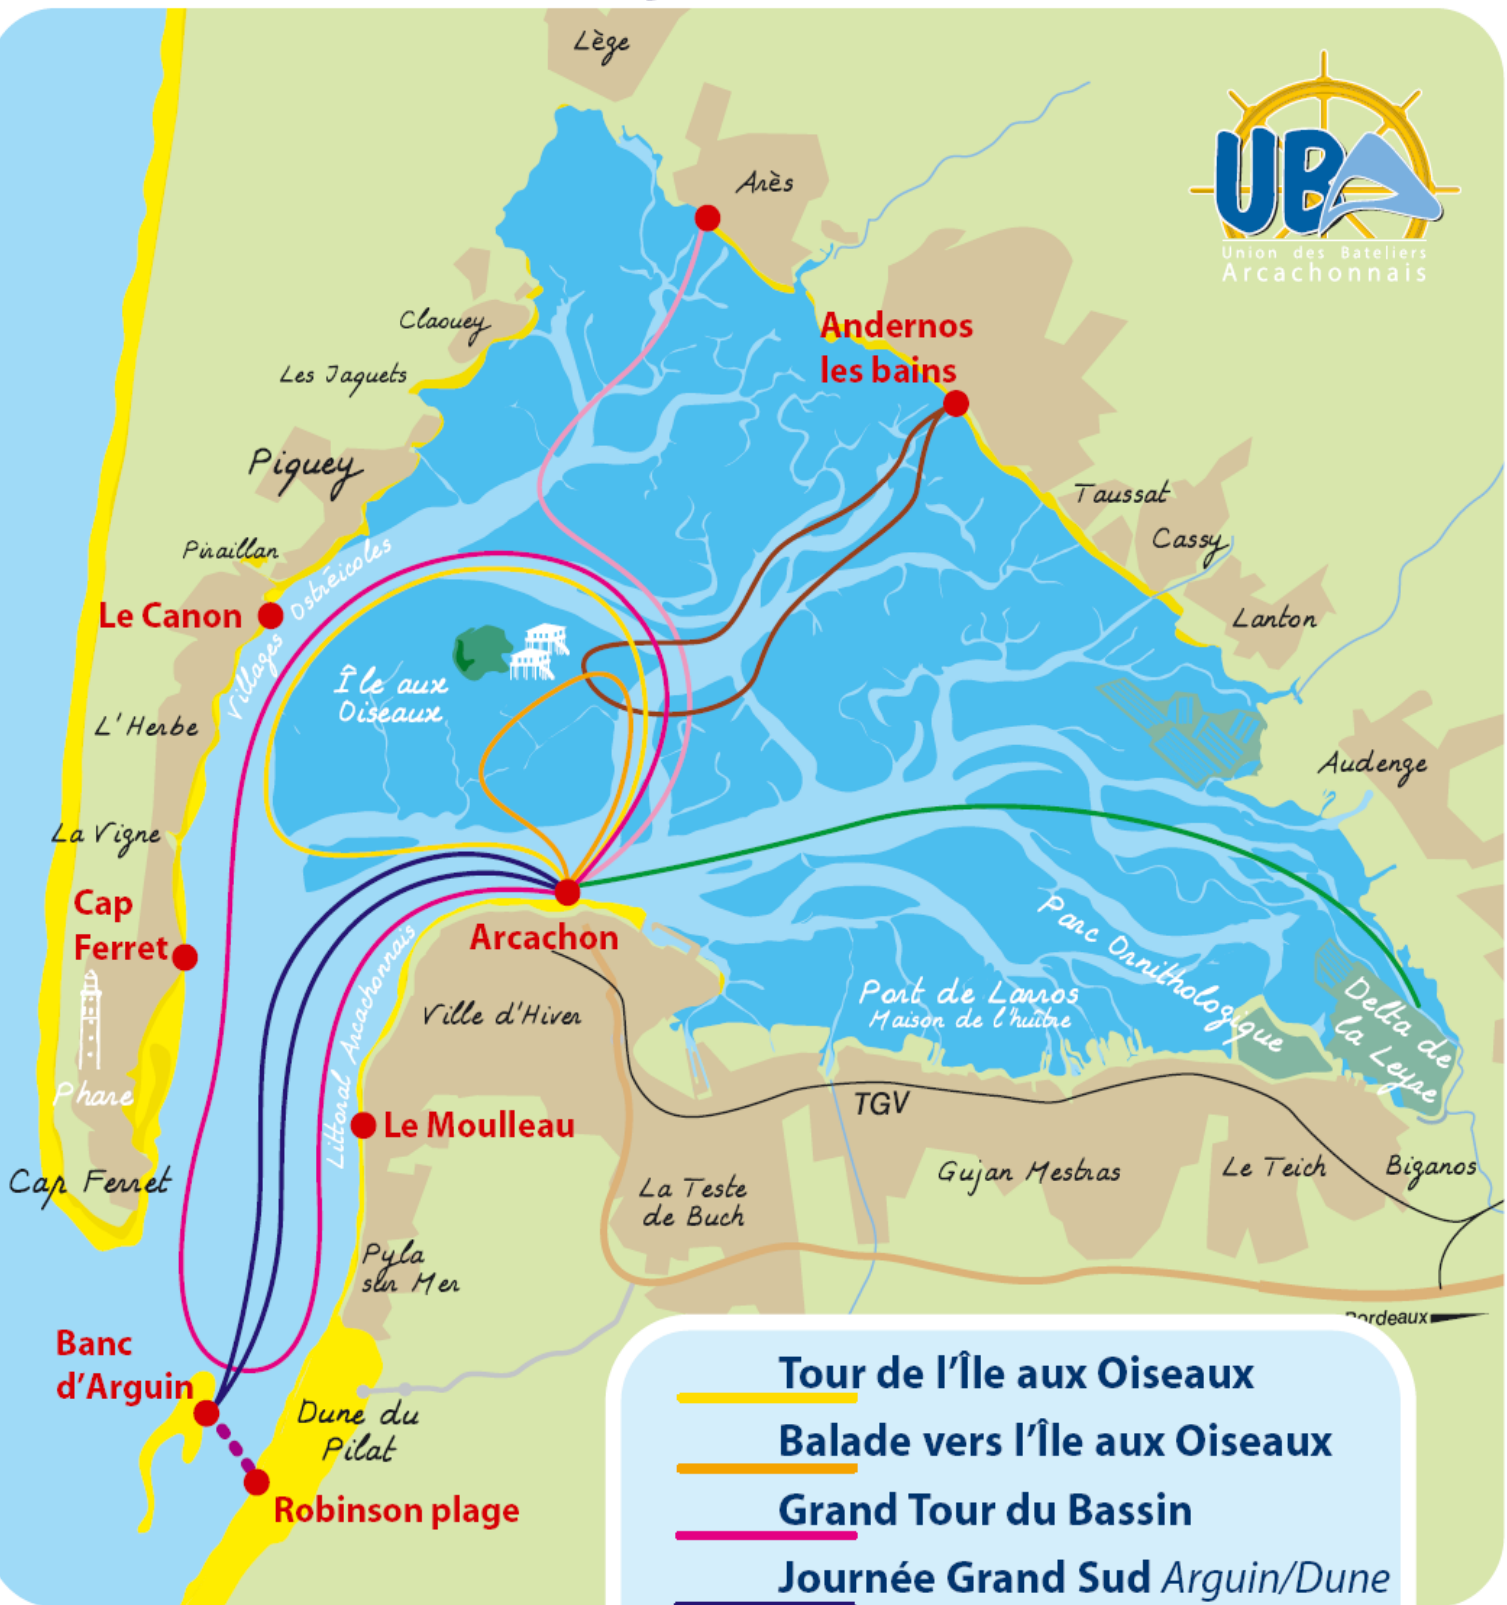 Lège
Arès
UBA
Union des Bateliers
Arcachonnais
Claouey
Andernos
les bains
Les Jaquets
Piquey
Taussat
Cassy
Piraillan
Villages Ostréicoles
Le Canon
Lanton
Île aux
Oiseaux
L'Herbe
Audenge
La Vigne
Cap
Ferret
Arcachon
Parc Ornithologique
Port de Larros
Maison de l'huître
Delta de
la Leyre
Ville d'Hiver
Littoral Arcachonnais
Phare
TGV
Le Moulleau
Cap Ferret
La Teste
de Buch
Gujan Mestras
Le Teich
Biganos
Pyla
sur Mer
Bordeaux
Banc
d'Arguin
Dune du
Pilat
Robinson plage
Tour de l'Île aux Oiseaux
Balade vers l'Île aux Oiseaux
Grand Tour du Bassin
Journée Grand Sud Arguin/Dune